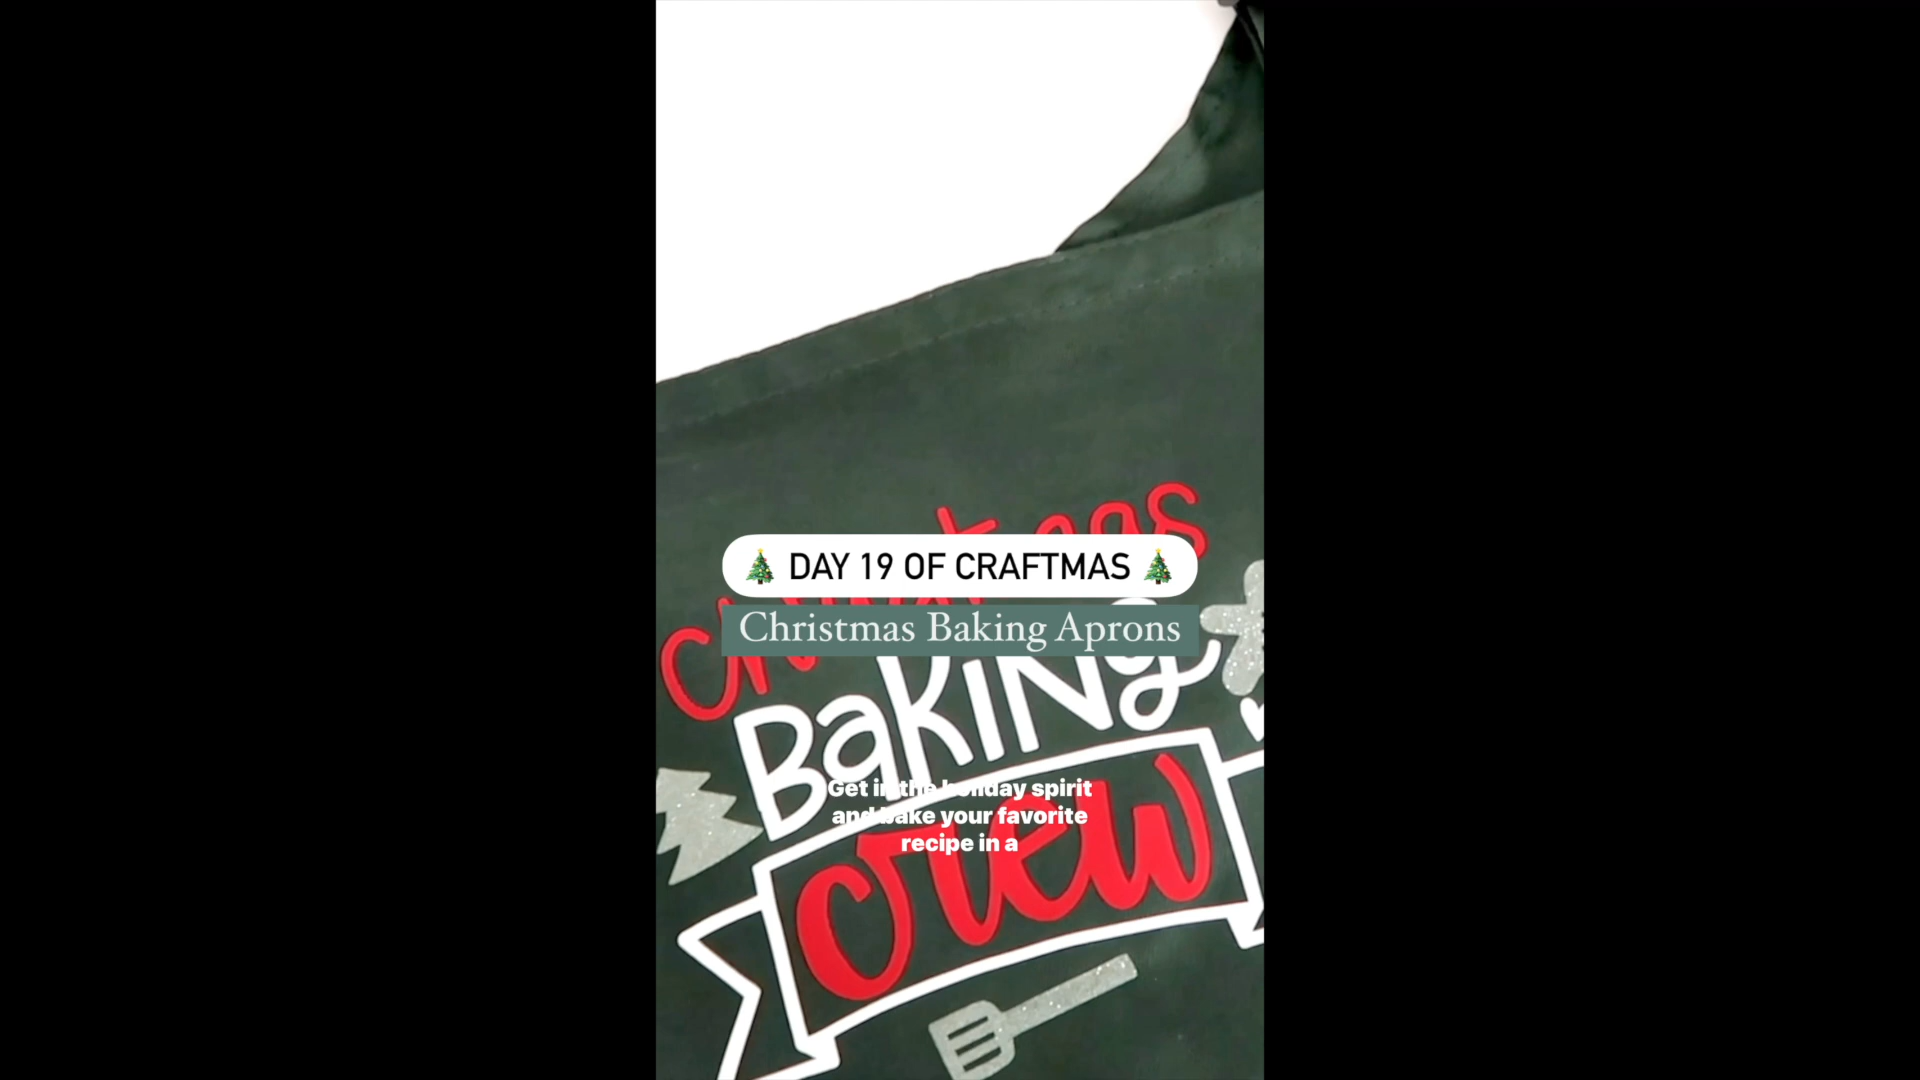 🎄 DAY 19 OF CRAFTMAS 🎄
Christmas Baking Aprons
christmas
Baking
Get in the holiday spirit
and bake your favorite
recipe in a
crew